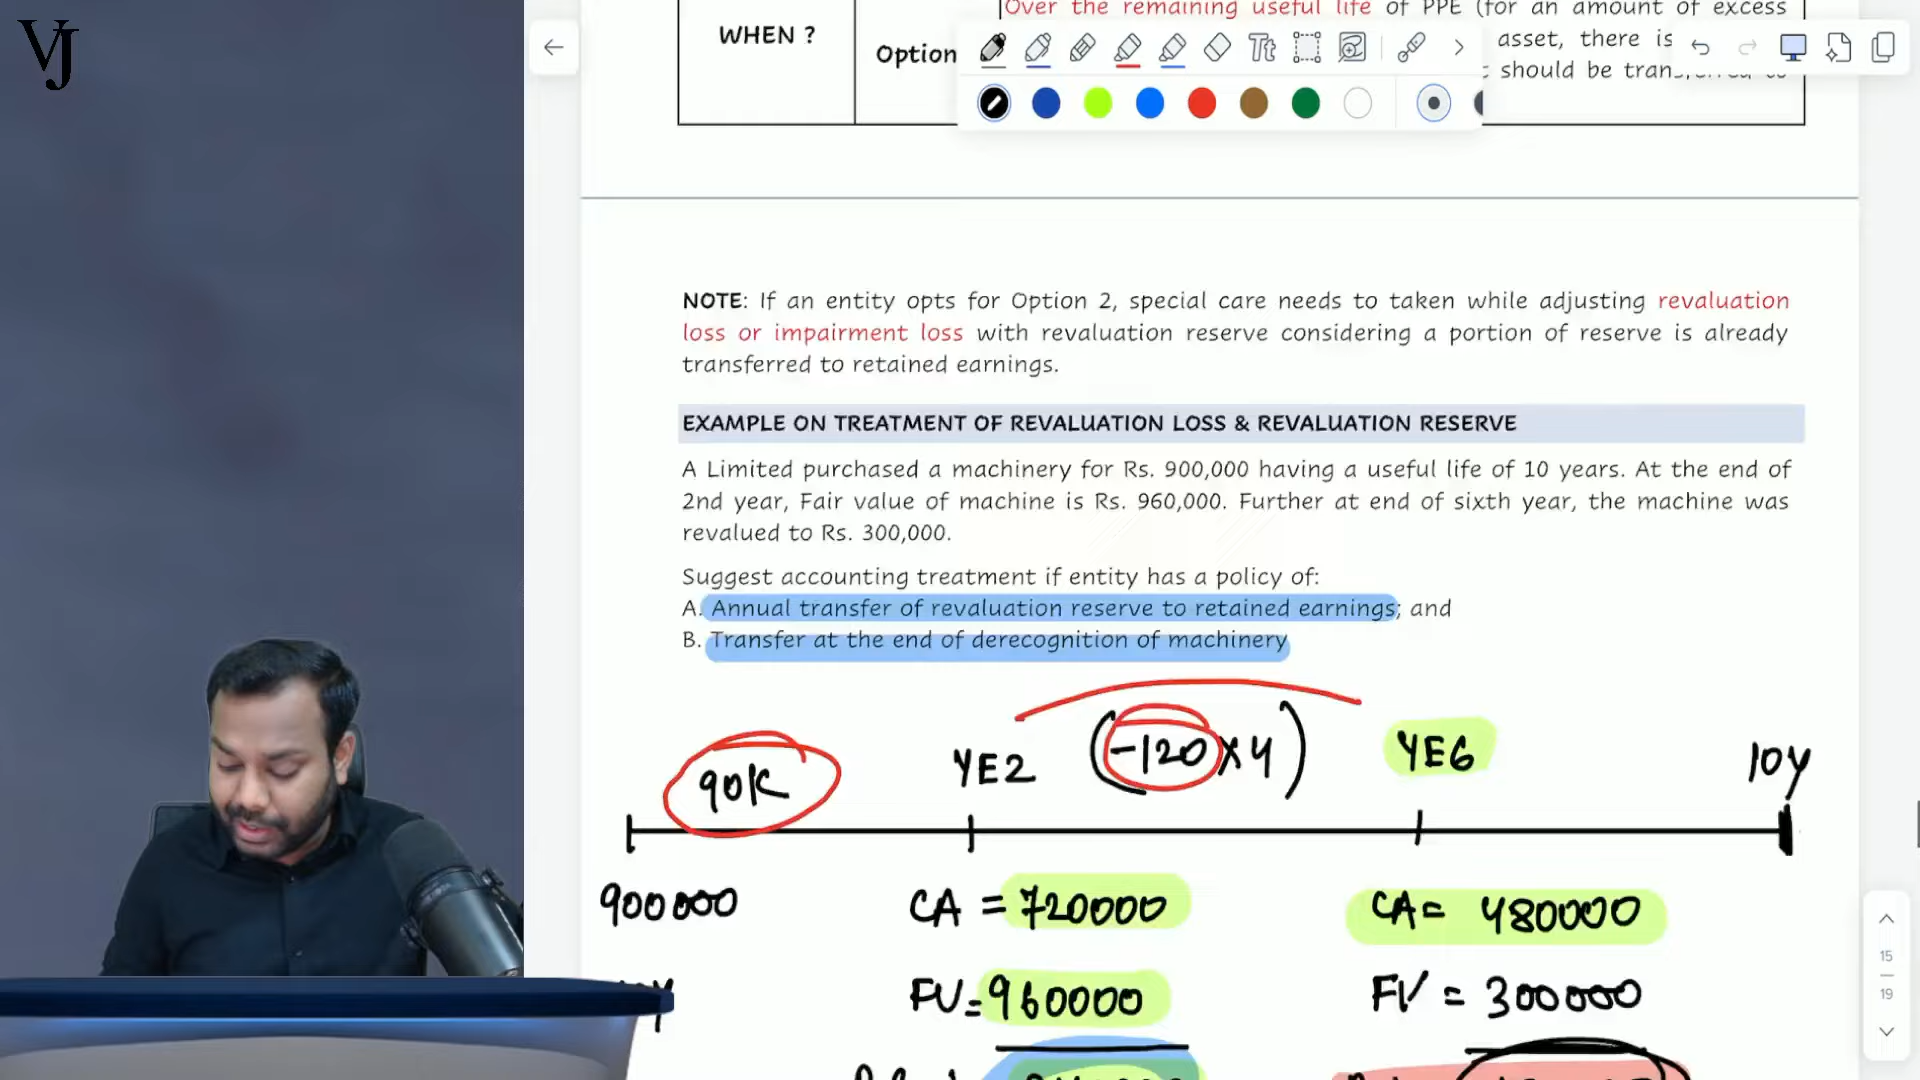 VJ
Over the remaining useful life of PPE (for an amount of excess
WHEN ?
Option
asset, there is
should be transferred to
Tt
NOTE: If an entity opts for Option 2, special care needs to taken while adjusting revaluation
loss or impairment loss with revaluation reserve considering a portion of reserve is already
transferred to retained earnings.
EXAMPLE ON TREATMENT OF REVALUATION LOSS & REVALUATION RESERVE
A Limited purchased a machinery for Rs. 900,000 having a useful life of 10 years. At the end of
2nd year, Fair value of machine is Rs. 960,000. Further at end of sixth year, the machine was
revalued to Rs. 300,000.
Suggest accounting treatment if entity has a policy of:
A. Annual transfer of revaluation reserve to retained earnings; and
B. Transfer at the end of derecognition of machinery
90K YE2 (-120 x 4) YE6 10Y
900000 CA = 720000 CA = 480000
FV = 960000 FV = 300000
15
19